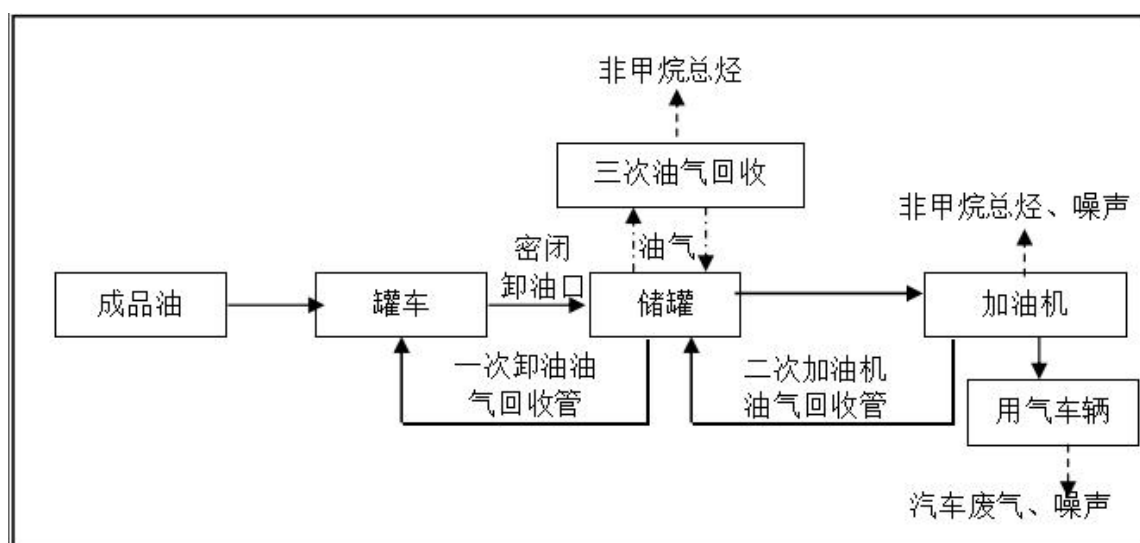 非甲烷总烃
三次油气回收
非甲烷总烃、噪声
密闭
卸油口
油气
成品油
罐车
储罐
加油机
一次卸油油
气回收管
二次加油机
油气回收管
用气车辆
汽车废气、噪声